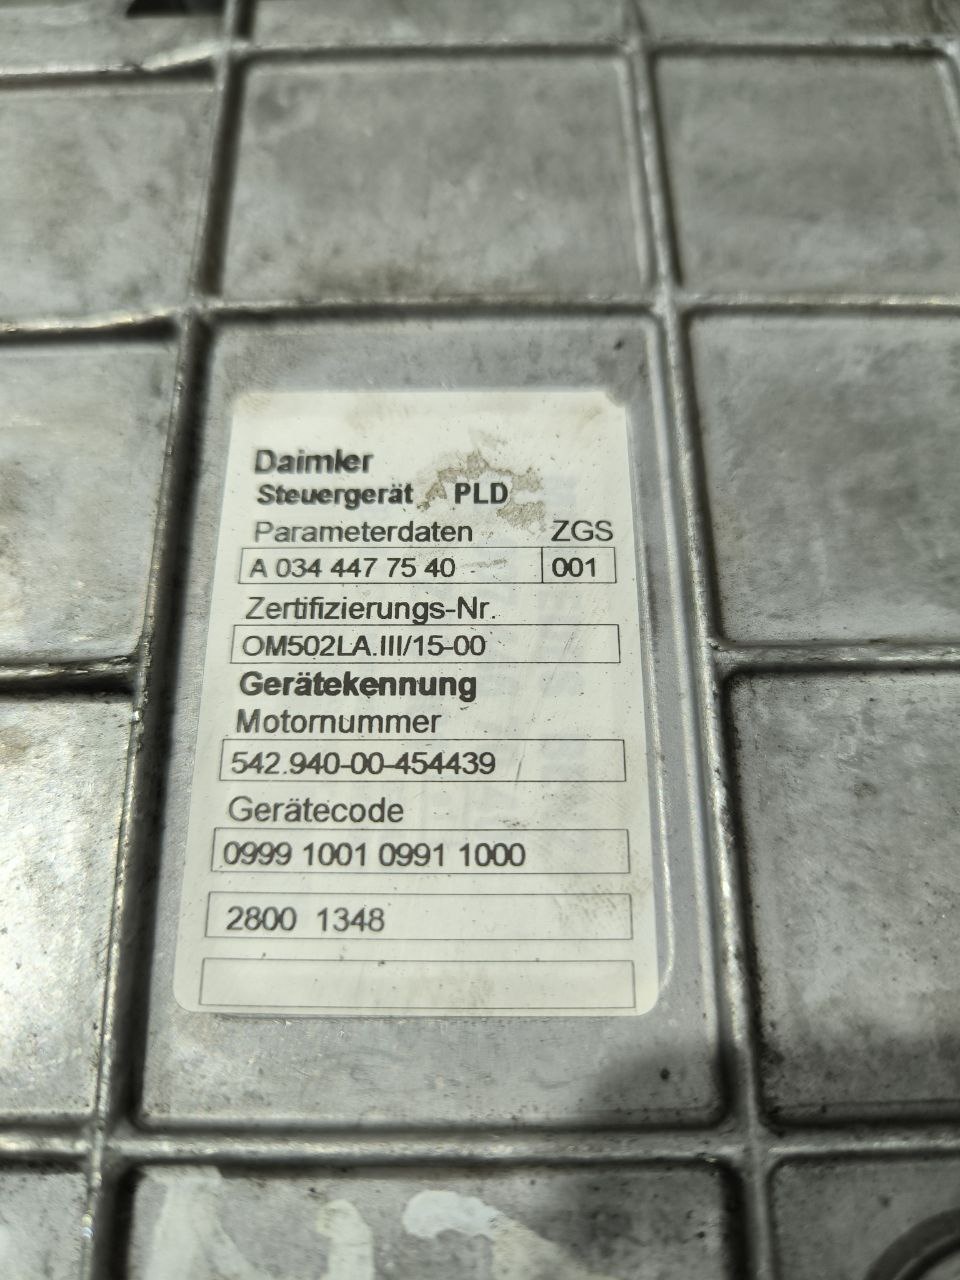 Daimler
Steuergerät PLD
Parameterdaten ZGS
A 034 447 75 40 001
Zertifizierungs-Nr.
OM502LA.III/15-00
Gerätekennung
Motornummer
542.940-00-454439
Gerätecode
0999 1001 0991 1000
2800 1348